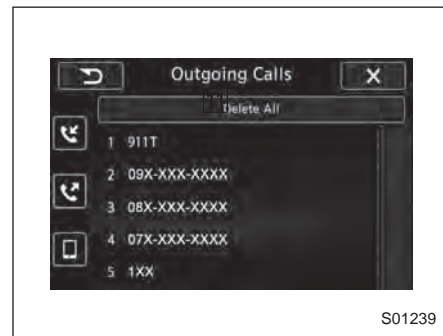 Outgoing Calls
Delete All
1 911T
2 09X-XXX-XXXX
3 08X-XXX-XXXX
4 07X-XXX-XXXX
5 1XX
S01239